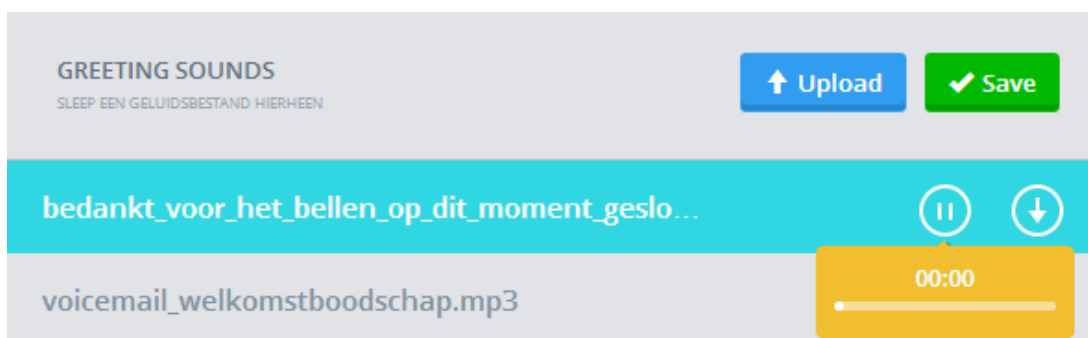 GREETING SOUNDS
SLEEP EEN GELUIDSBESTAND HIERHEEN
Upload
Save
bedankt_voor_het_bellen_op_dit_moment_geslo...
voicemail_welkomstboodschap.mp3
00:00